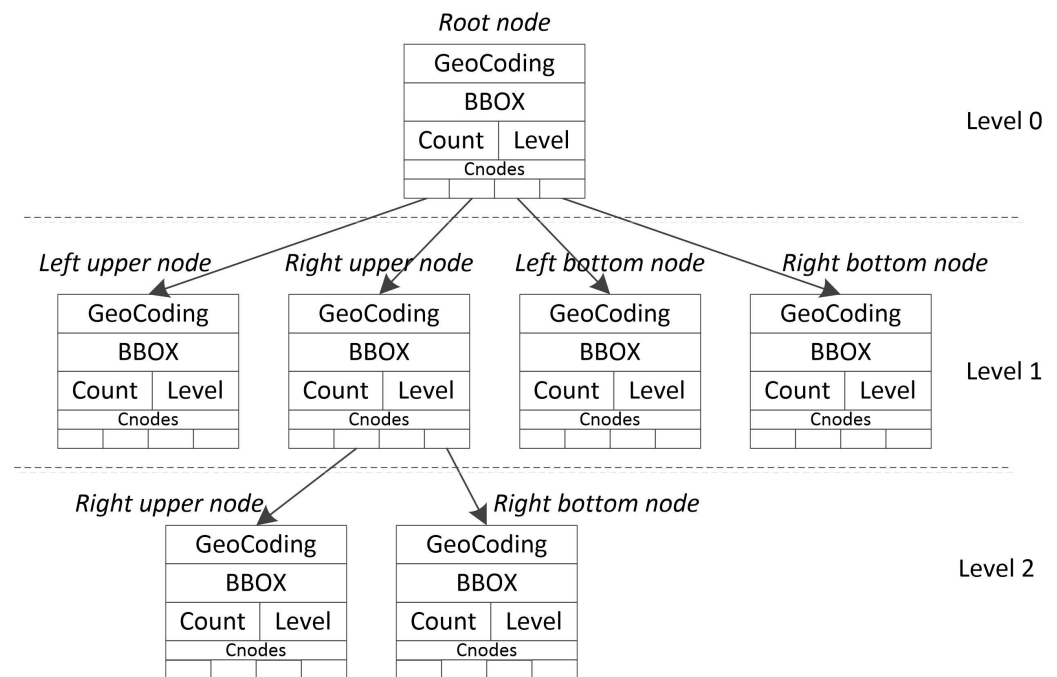 Root node
GeoCoding
BBOX
Count Level
Cnodes
Level 0
Left upper node Right upper node Left bottom node Right bottom node
GeoCoding GeoCoding GeoCoding GeoCoding
BBOX BBOX BBOX BBOX
Count Level Count Level Count Level Count Level
Cnodes Cnodes Cnodes Cnodes
Level 1
Right upper node Right bottom node
GeoCoding GeoCoding
BBOX BBOX
Count Level Count Level
Cnodes Cnodes
Level 2